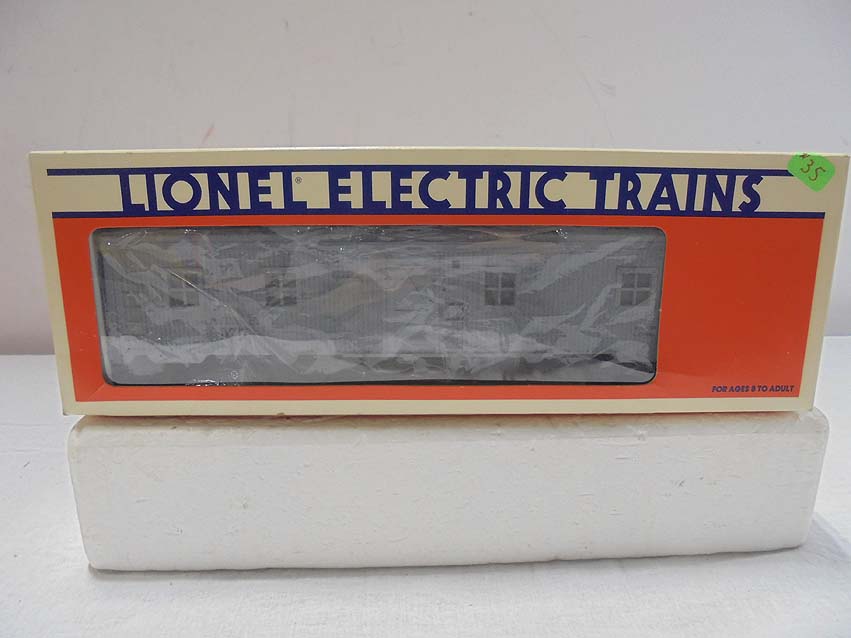 LIONEL® ELECTRIC TRAINS
35
FOR AGES 8 TO ADULT